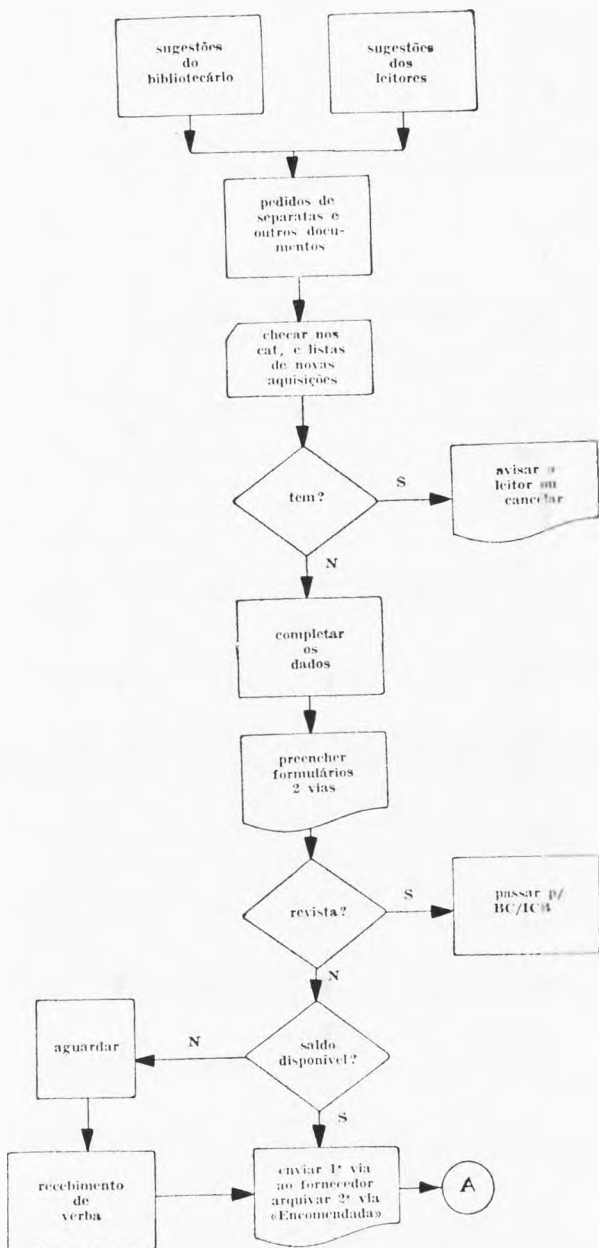 sugestões
do
bibliotecário
sugestões
dos
leitores
pedidos de
separatas e
outros docu-
mentos
checar nos
cat, e listas
de novas
aquisições
tem?
S
avisar o
leitor ou
cancelar
N
completar
os
dados
preencher
formulários
2 vias
revista?
S
passar p/
BC/ICB
N
saldo
disponível?
N
aguardar
S
recebimento
de
verba
enviar 1ª via
ao fornecedor
arquivar 2ª via
«Encomendada»
A